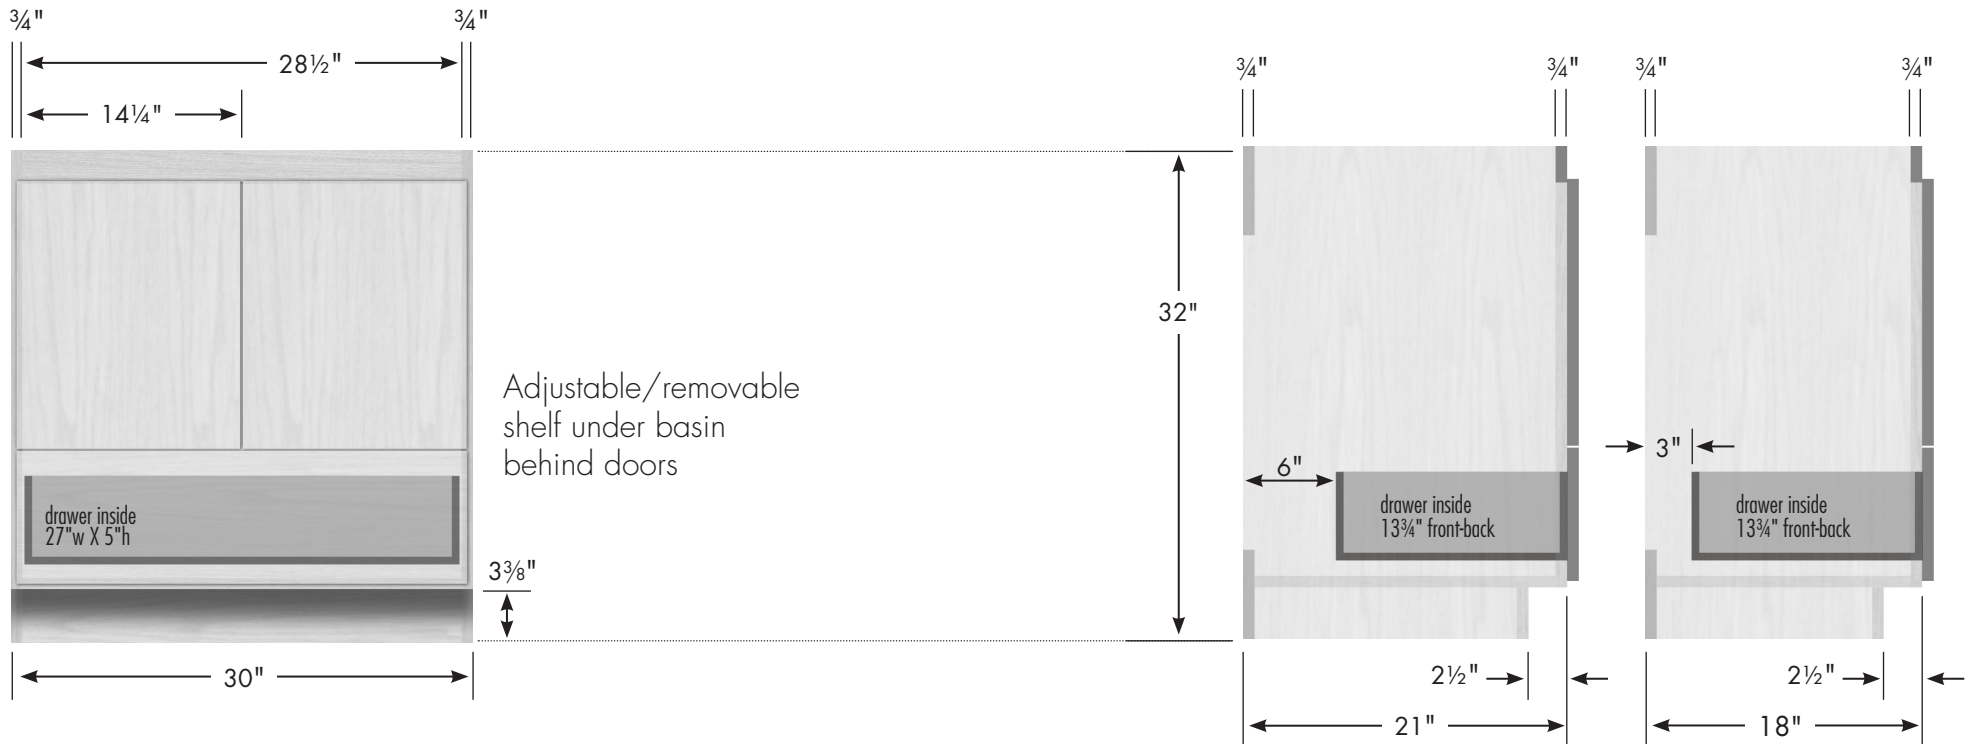 ¾"
¾"
28½"
14¼"
¾"
¾"
¾"
¾"
32"
Adjustable/removable
shelf under basin
behind doors
3"
6"
drawer inside
27"w X 5"h
drawer inside
13¾" front-back
drawer inside
13¾" front-back
3⅜"
30"
2½"
2½"
21"
18"